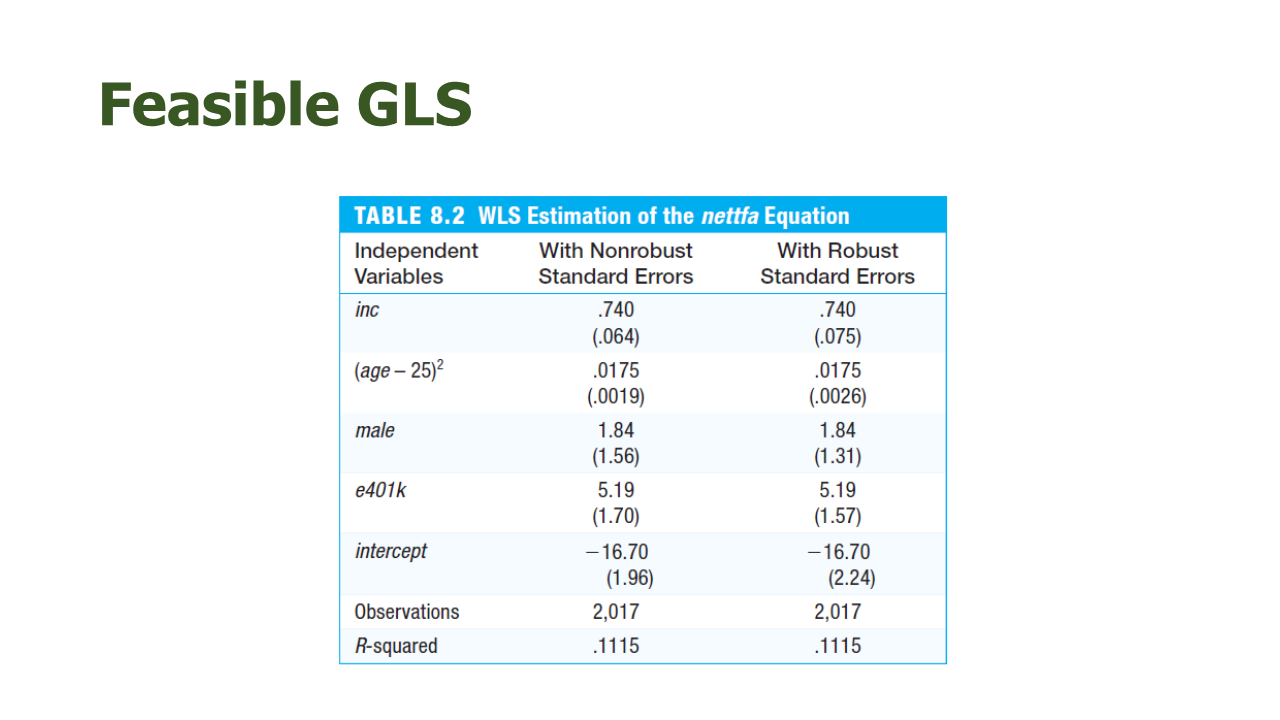 Feasible GLS
TABLE 8.2 WLS Estimation of the nettfa Equation
Independent Variables With Nonrobust Standard Errors With Robust Standard Errors
inc .740 .740
(.064) (.075)
(age – 25)² .0175 .0175
(.0019) (.0026)
male 1.84 1.84
(1.56) (1.31)
e401k 5.19 5.19
(1.70) (1.57)
intercept −16.70 −16.70
(1.96) (2.24)
Observations 2,017 2,017
R-squared .1115 .1115